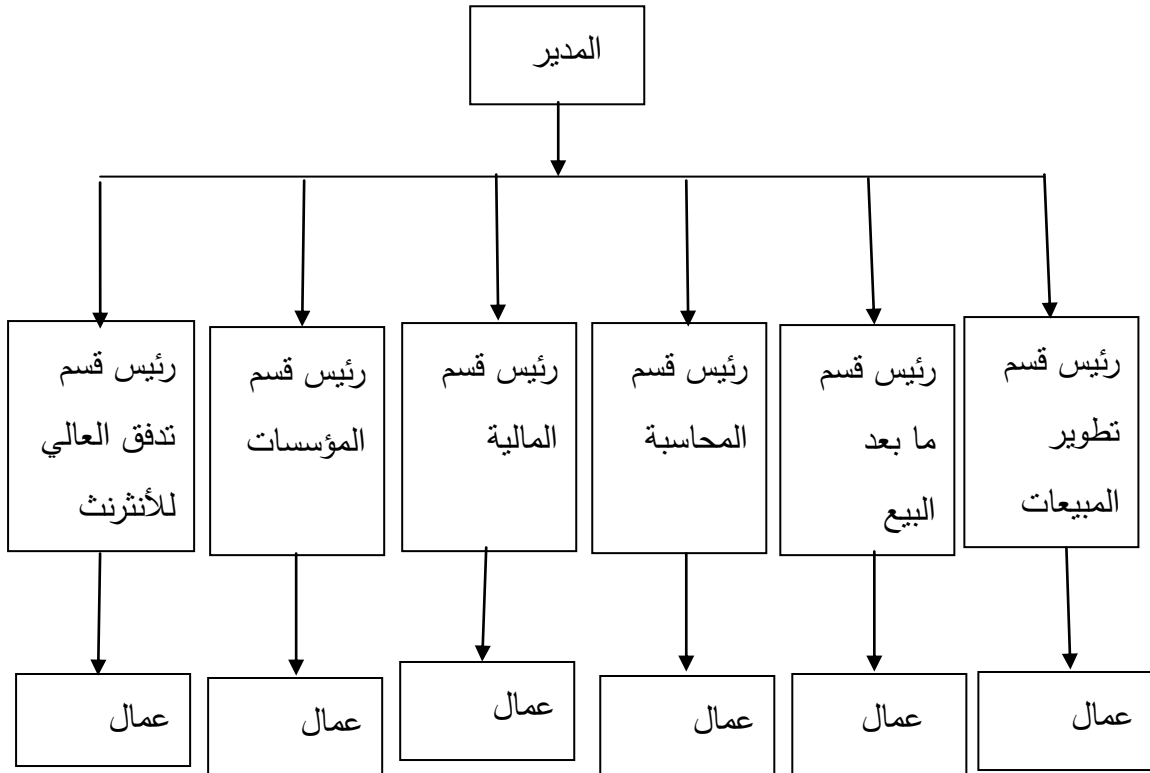 المدير
رئيس قسم
تطوير
المبيعات
رئيس قسم
ما بعد
البيع
رئيس قسم
المحاسبة
رئيس قسم
المالية
رئيس قسم
المؤسسات
رئيس قسم
تدفق العالي
للأنثرنث
عمال
عمال
عمال
عمال
عمال
عمال